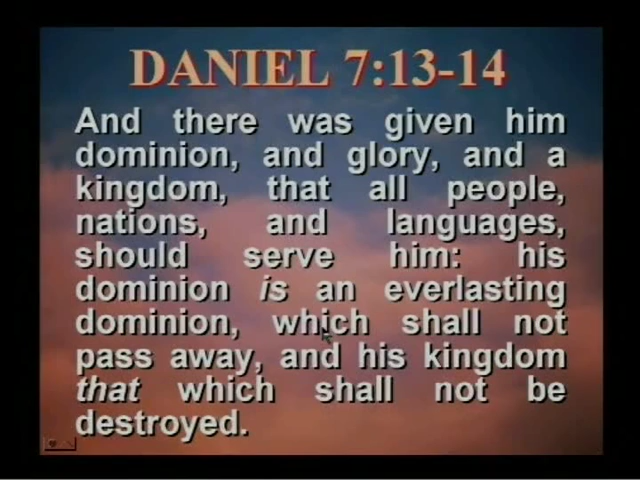 DANIEL 7:13-14
And there was given him
dominion, and glory, and a
kingdom, that all people,
nations, and languages,
should serve him: his
dominion is an everlasting
dominion, which shall not
pass away, and his kingdom
that which shall not be
destroyed.